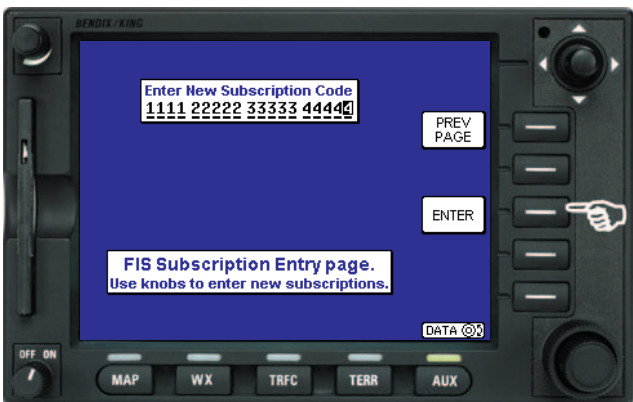 BENDIX/KING
Enter New Subscription Code
1111 22222 33333 44444
PREV
PAGE
ENTER
FIS Subscription Entry page.
Use knobs to enter new subscriptions.
DATA
OFF ON
MAP WX TRFC TERR AUX